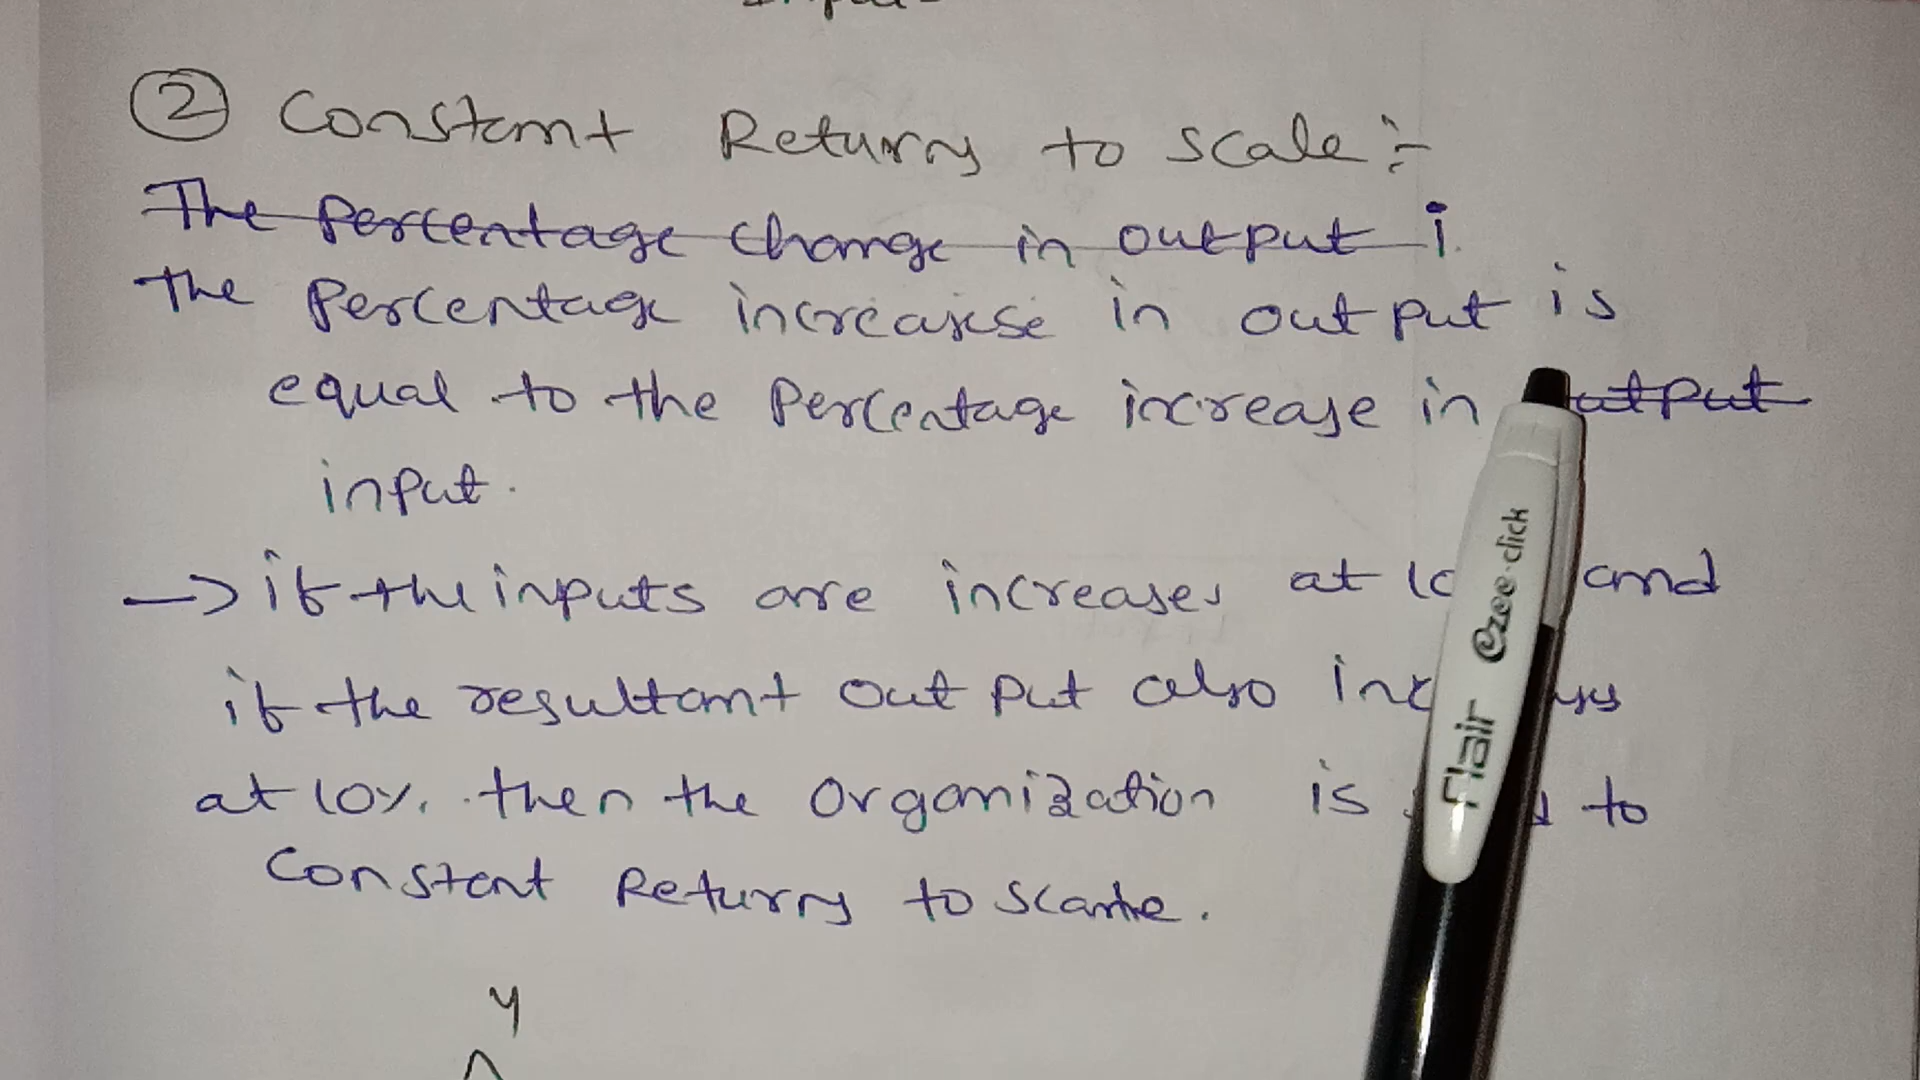 ② Constant Returns to scale :-
The Percentage change in output i
The Percentage increase in output is
equal to the Percentage increase in output
input.
→ if the inputs are increases at 10 and
if the resultant output also
at 10%. then the Organization is to
Constant Returns to Scale.
y
Flair Ezee-click